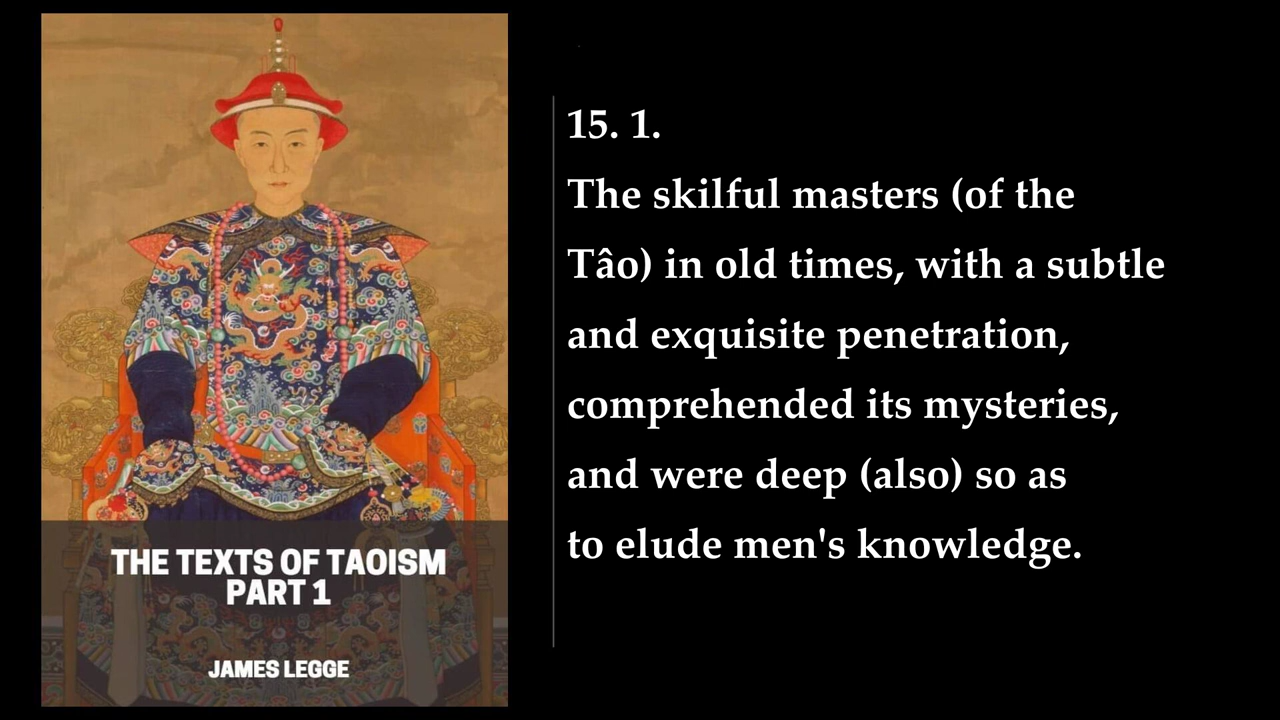 THE TEXTS OF TAOISM
PART 1
JAMES LEGGE
15. 1.
The skilful masters (of the
Tâo) in old times, with a subtle
and exquisite penetration,
comprehended its mysteries,
and were deep (also) so as
to elude men's knowledge.